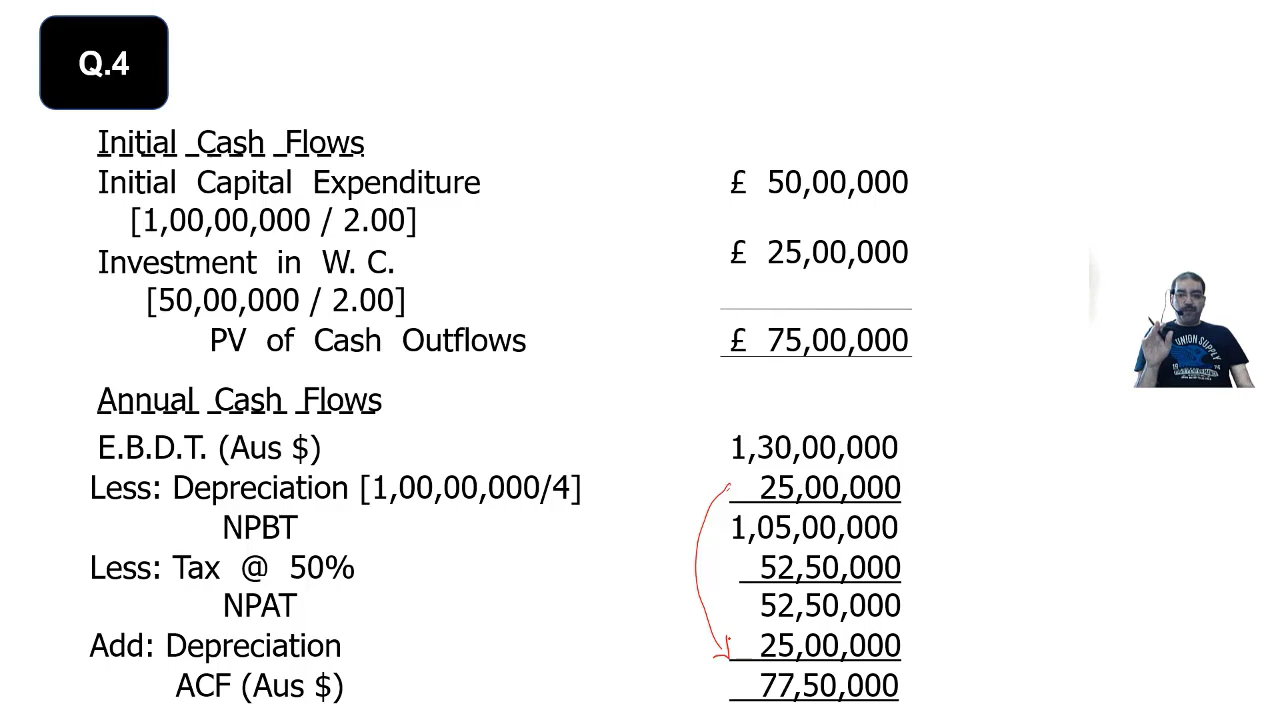 Q.4
Initial Cash Flows
Initial Capital Expenditure £ 50,00,000
[1,00,00,000 / 2.00]
Investment in W. C. £ 25,00,000
[50,00,000 / 2.00]
PV of Cash Outflows £ 75,00,000
Annual Cash Flows
E.B.D.T. (Aus $) 1,30,00,000
Less: Depreciation [1,00,00,000/4] 25,00,000
NPBT 1,05,00,000
Less: Tax @ 50% 52,50,000
NPAT 52,50,000
Add: Depreciation 25,00,000
ACF (Aus $) 77,50,000
UNION SUPPLY